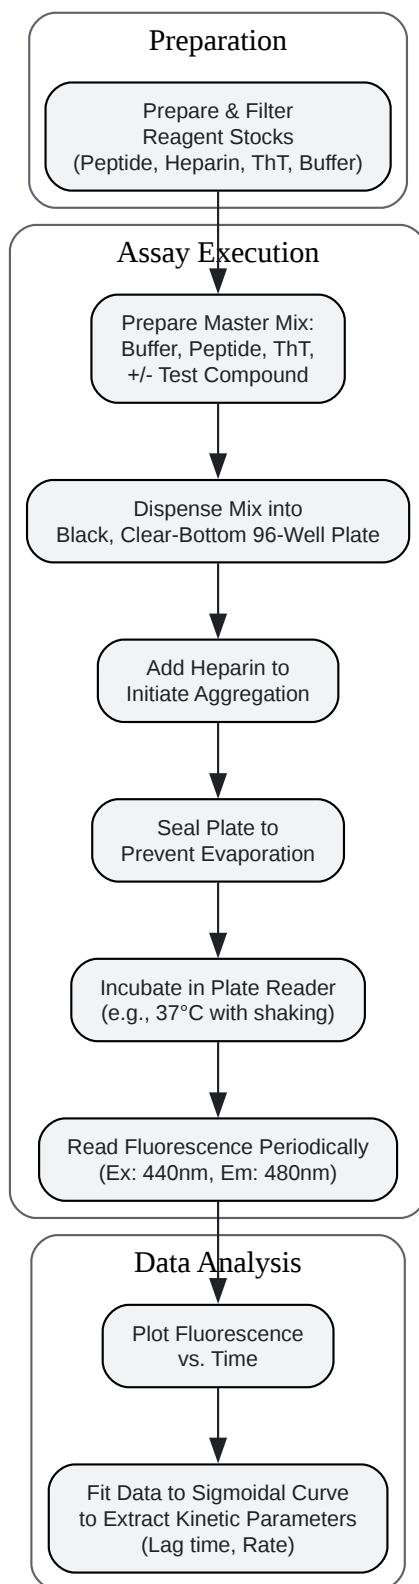 Preparation
Prepare & Filter
Reagent Stocks
(Peptide, Heparin, ThT, Buffer)
Assay Execution
Prepare Master Mix:
Buffer, Peptide, ThT,
+/- Test Compound
Dispense Mix into
Black, Clear-Bottom 96-Well Plate
Add Heparin to
Initiate Aggregation
Seal Plate to
Prevent Evaporation
Incubate in Plate Reader
(e.g., 37°C with shaking)
Read Fluorescence Periodically
(Ex: 440nm, Em: 480nm)
Data Analysis
Plot Fluorescence
vs. Time
Fit Data to Sigmoidal Curve
to Extract Kinetic Parameters
(Lag time, Rate)